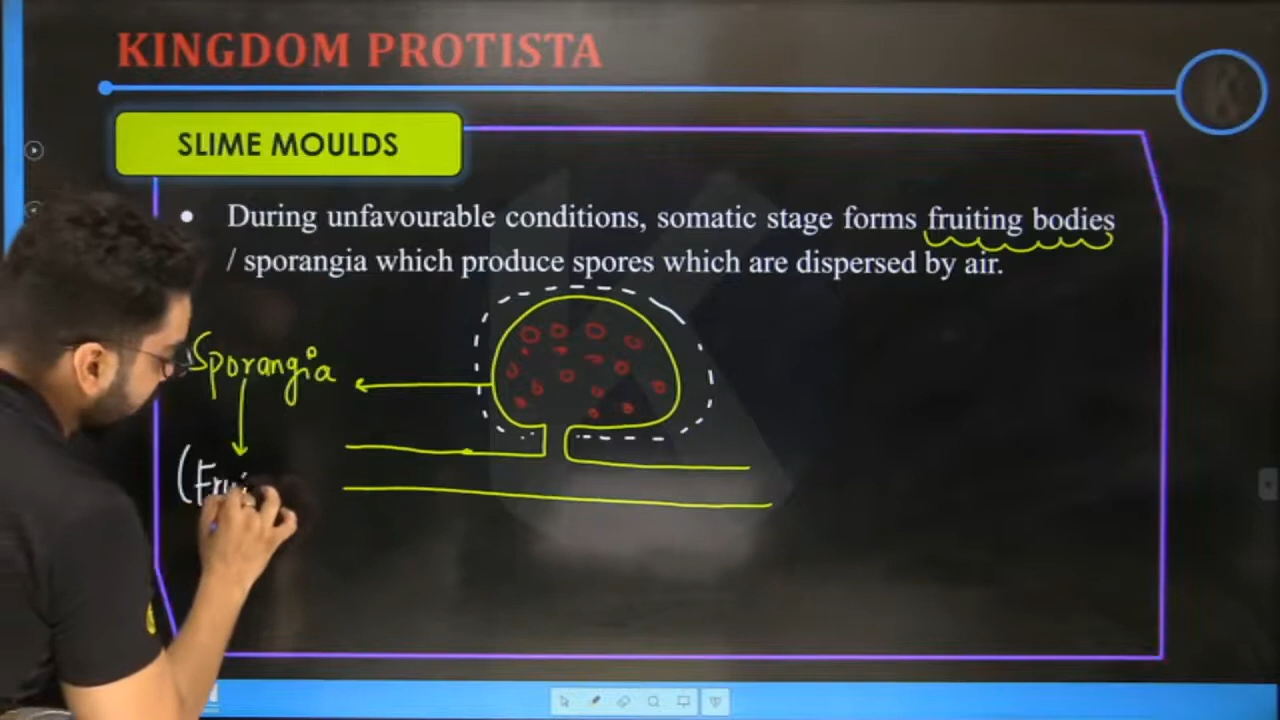 KINGDOM PROTISTA
SLIME MOULDS
• During unfavourable conditions, somatic stage forms fruiting bodies
/ sporangia which produce spores which are dispersed by air.
Sporangia
(Frui